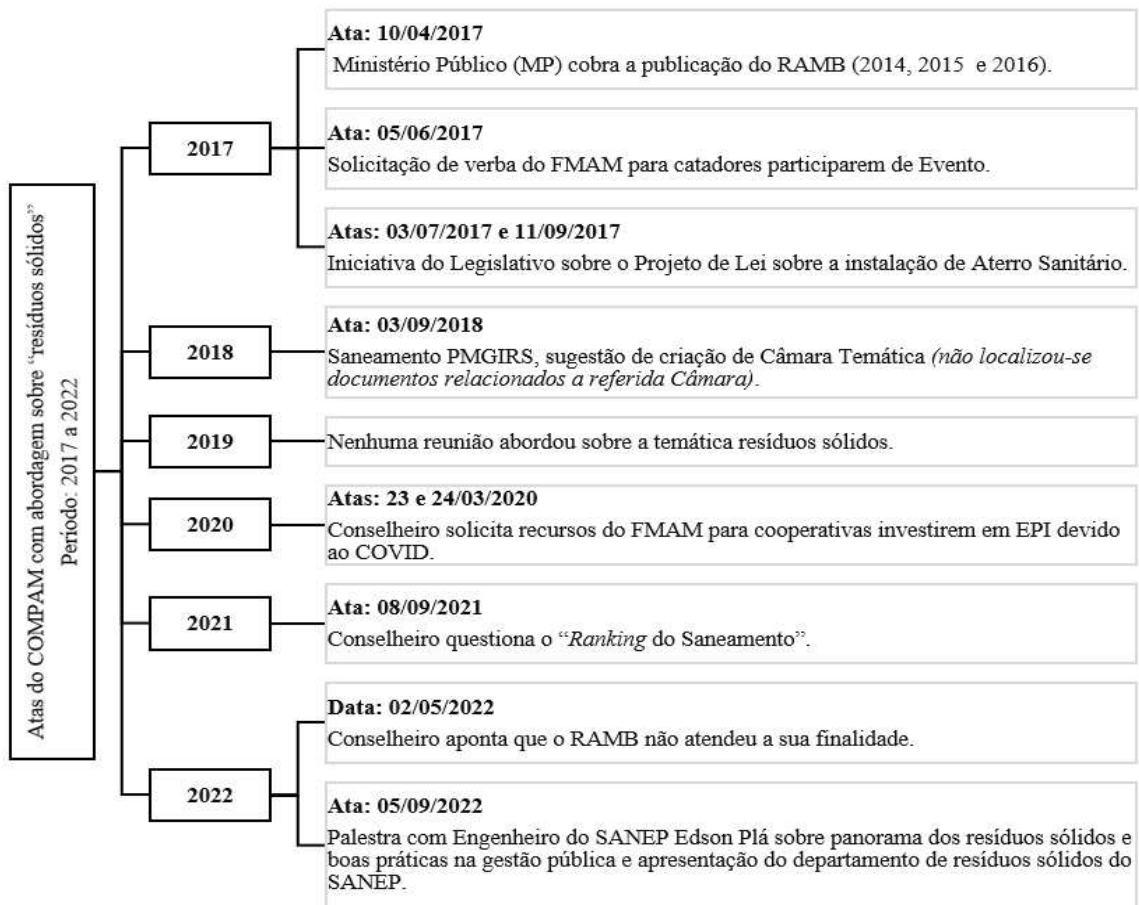 Atas do COMPAM com abordagem sobre “resíduos sólidos”
Período: 2017 a 2022
2017
Ata: 10/04/2017
Ministério Público (MP) cobra a publicação do RAMB (2014, 2015 e 2016).
Ata: 05/06/2017
Solicitação de verba do FMAM para catadores participarem de Evento.
Atas: 03/07/2017 e 11/09/2017
Iniciativa do Legislativo sobre o Projeto de Lei sobre a instalação de Aterro Sanitário.
2018
Ata: 03/09/2018
Saneamento PMGIRS, sugestão de criação de Câmara Temática (não localizou-se
documentos relacionados a referida Câmara).
2019
Nenhuma reunião abordou sobre a temática resíduos sólidos.
2020
Atas: 23 e 24/03/2020
Conselheiro solicita recursos do FMAM para cooperativas investirem em EPI devido
ao COVID.
2021
Ata: 08/09/2021
Conselheiro questiona o “Ranking do Saneamento”.
2022
Data: 02/05/2022
Conselheiro aponta que o RAMB não atendeu a sua finalidade.
Ata: 05/09/2022
Palestra com Engenheiro do SANEP Edson Plá sobre panorama dos resíduos sólidos e
boas práticas na gestão pública e apresentação do departamento de resíduos sólidos do
SANEP.